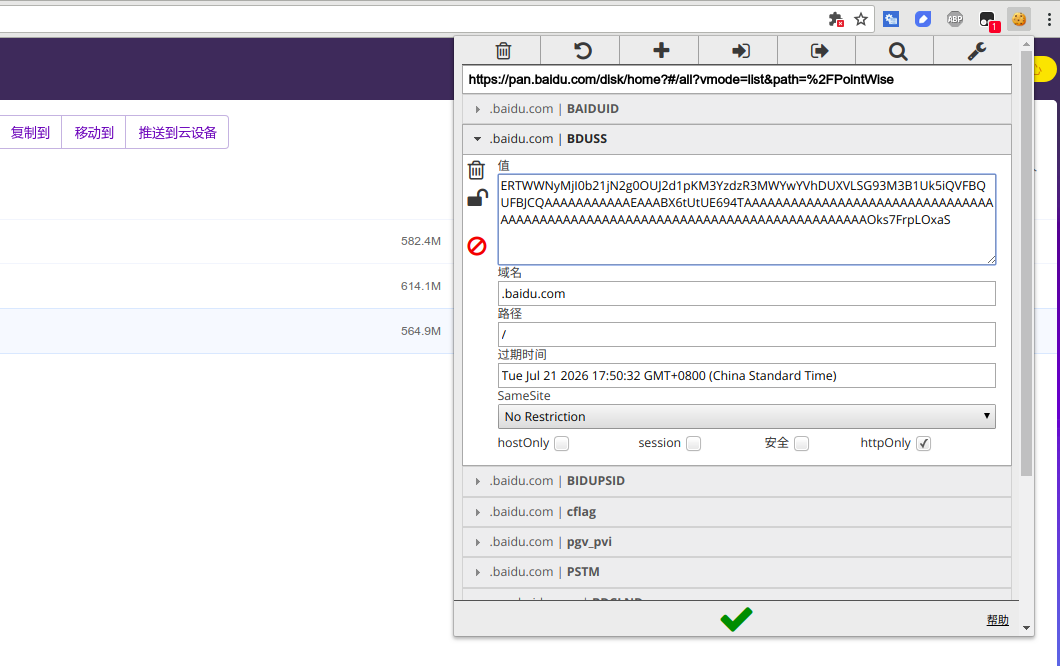 ABP
1
https://pan.baidu.com/disk/home?#/all?vmode=list&path=%2FPointWise
.baidu.com | BAIDUID
复制到
移动到
推送到云设备
.baidu.com | BDUSS
值
582.4M
614.1M
564.9M
域名
.baidu.com
路径
/
过期时间
Tue Jul 21 2026 17:50:32 GMT+0800 (China Standard Time)
SameSite
No Restriction
hostOnly session 安全 httpOnly
.baidu.com | BIDUPSID
.baidu.com | cflag
.baidu.com | pgv_pvi
.baidu.com | PSTM
帮助